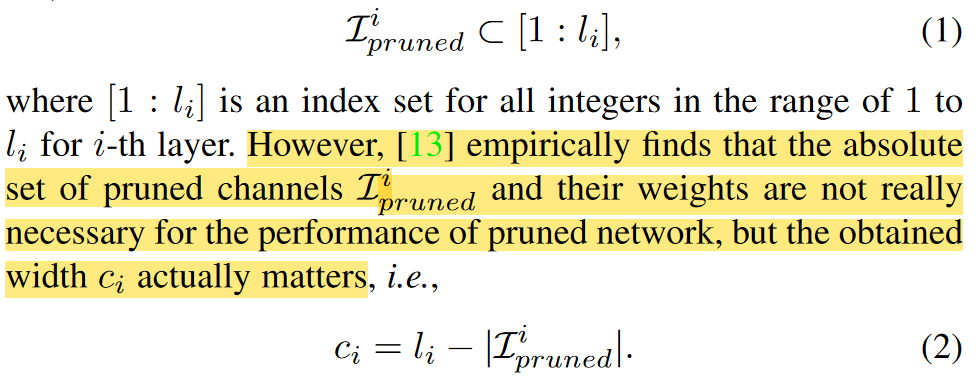 $\mathcal{I}^{i}_{pruned} \subset [1 : l_i],$ (1)
where $[1 : l_i]$ is an index set for all integers in the range of 1 to
$l_i$ for $i$-th layer. However, [13] empirically finds that the absolute
set of pruned channels $\mathcal{I}^{i}_{pruned}$ and their weights are not really
necessary for the performance of pruned network, but the obtained
width $c_i$ actually matters, i.e.,
$c_i = l_i - |\mathcal{I}^{i}_{pruned}|.$ (2)